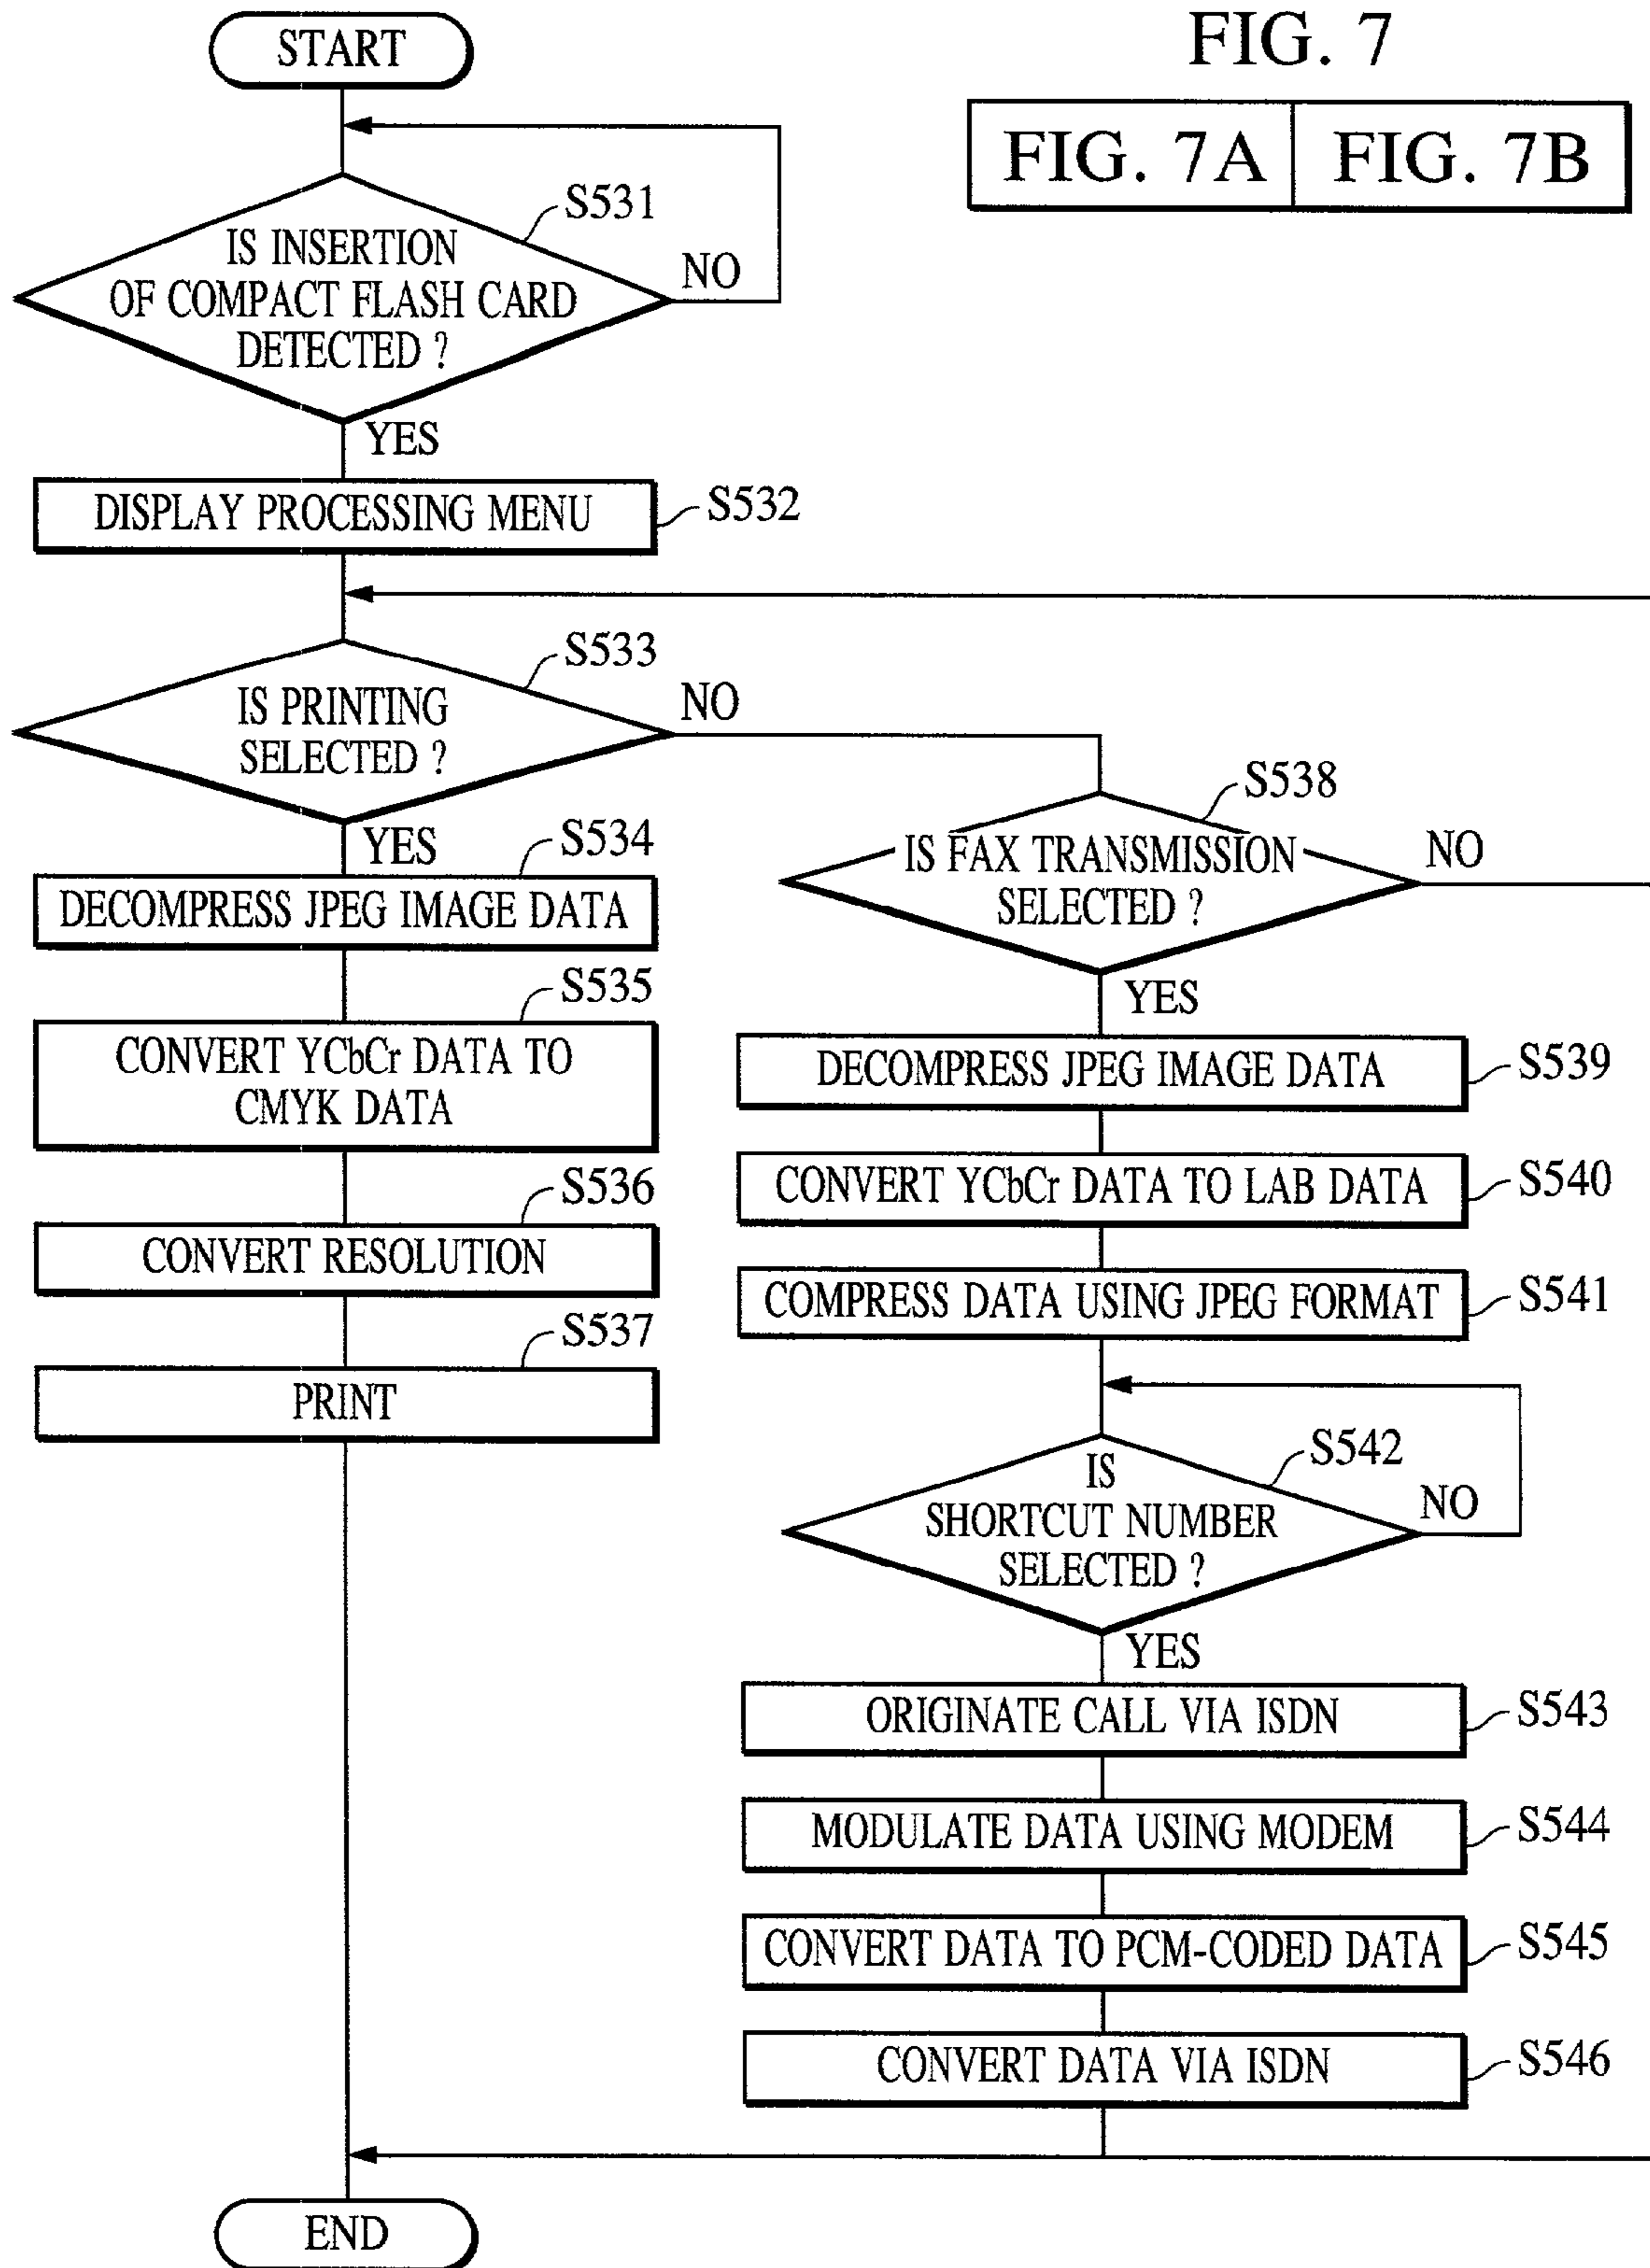 FIG. 7
FIG. 7A
FIG. 7B
START
S531
IS INSERTION
OF COMPACT FLASH CARD
DETECTED ?
NO
YES
DISPLAY PROCESSING MENU
S532
S533
IS PRINTING
SELECTED ?
NO
YES
S534
DECOMPRESS JPEG IMAGE DATA
S535
CONVERT YCbCr DATA TO
CMYK DATA
S536
CONVERT RESOLUTION
S537
PRINT
S538
IS FAX TRANSMISSION
SELECTED ?
NO
YES
DECOMPRESS JPEG IMAGE DATA
S539
CONVERT YCbCr DATA TO LAB DATA
S540
COMPRESS DATA USING JPEG FORMAT
S541
S542
IS
SHORTCUT NUMBER
SELECTED ?
NO
YES
ORIGINATE CALL VIA ISDN
S543
MODULATE DATA USING MODEM
S544
CONVERT DATA TO PCM-CODED DATA
S545
CONVERT DATA VIA ISDN
S546
END